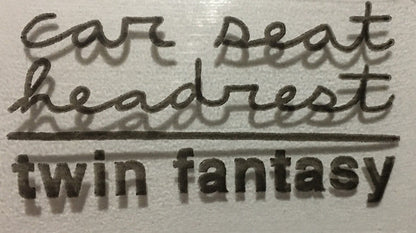 car seat
headrest
twin fantasy